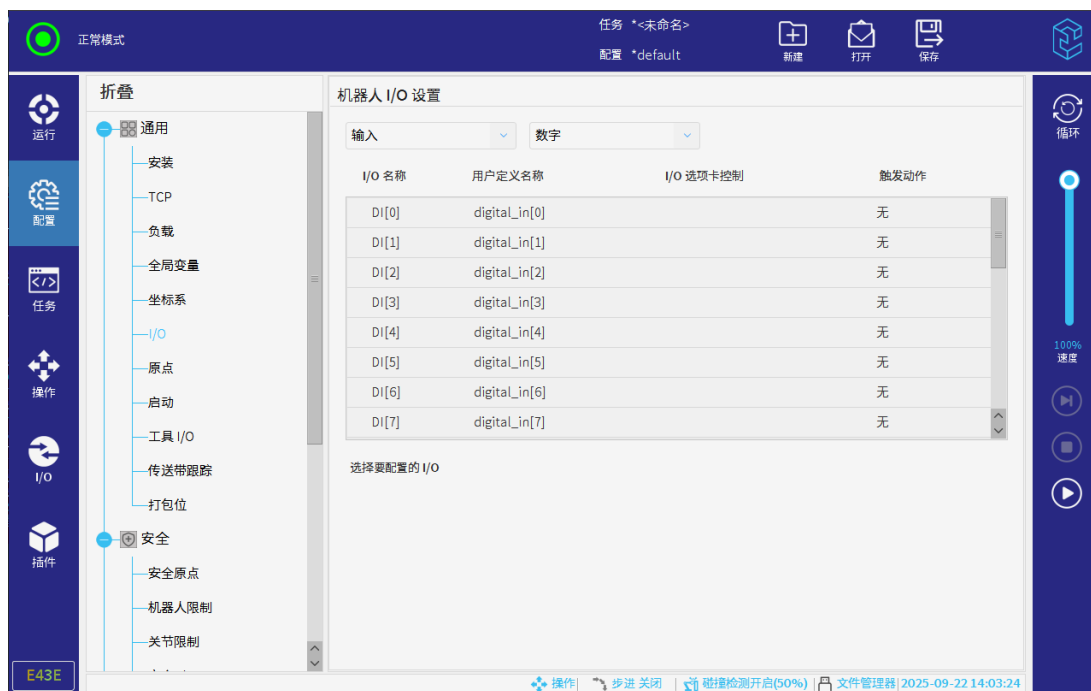 正常模式
任务 *<未命名>
配置 *default
新建
打开
保存
运行
配置
任务
操作
I/O
插件
E43E
折叠
通用
安装
TCP
负载
全局变量
坐标系
I/O
原点
启动
工具 I/O
传送带跟踪
打包位
安全
安全原点
机器人限制
关节限制
机器人 I/O 设置
输入 数字
I/O 名称 用户定义名称 I/O 选项卡控制 触发动作
DI[0] digital_in[0] 无
DI[1] digital_in[1] 无
DI[2] digital_in[2] 无
DI[3] digital_in[3] 无
DI[4] digital_in[4] 无
DI[5] digital_in[5] 无
DI[6] digital_in[6] 无
DI[7] digital_in[7] 无
选择要配置的 I/O
循环
100%
速度
操作| 步进 关闭 | 碰撞检测开启(50%) | 文件管理器|2025-09-22 14:03:24